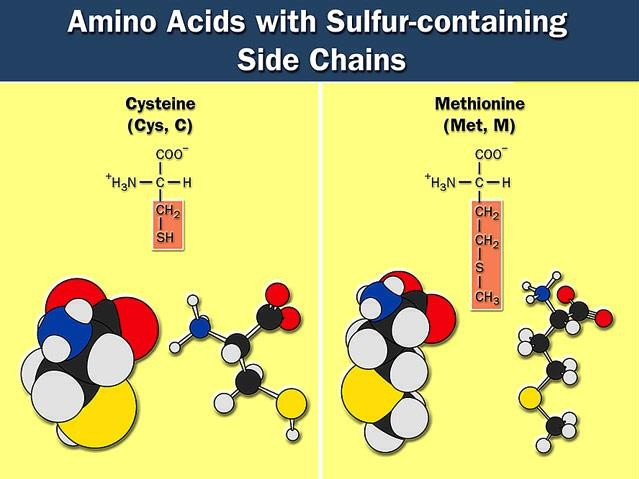 Amino Acids with Sulfur-containing
Side Chains
Cysteine
(Cys, C)
COO⁻
⁺H₃N—C—H
CH₂
SH
Methionine
(Met, M)
COO⁻
⁺H₃N—C—H
CH₂
CH₂
S
CH₃